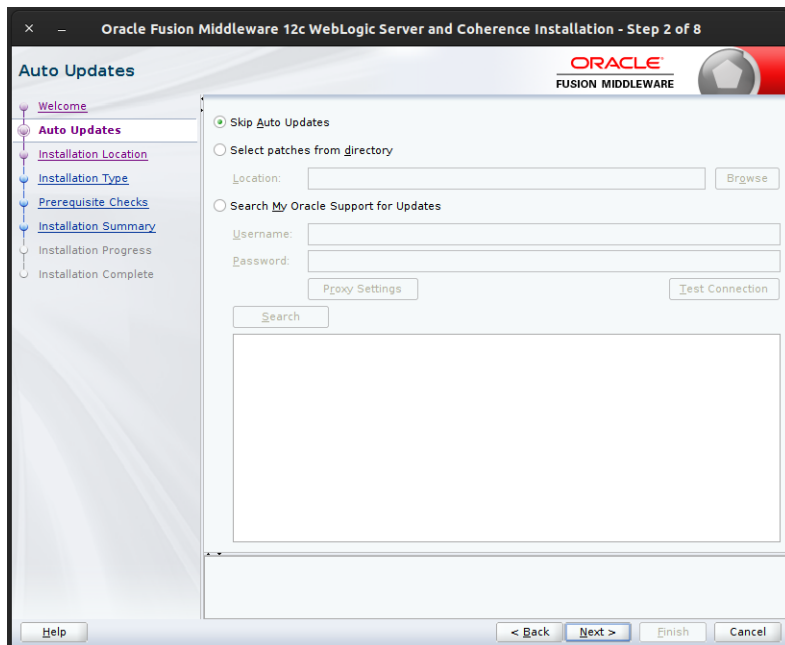 Oracle Fusion Middleware 12c WebLogic Server and Coherence Installation - Step 2 of 8
Auto Updates
ORACLE
FUSION MIDDLEWARE
Welcome
Auto Updates
Installation Location
Installation Type
Prerequisite Checks
Installation Summary
Installation Progress
Installation Complete
Skip Auto Updates
Select patches from directory
Location:
Browse
Search My Oracle Support for Updates
Username:
Password:
Proxy Settings
Test Connection
Search
Help
< Back
Next >
Finish
Cancel